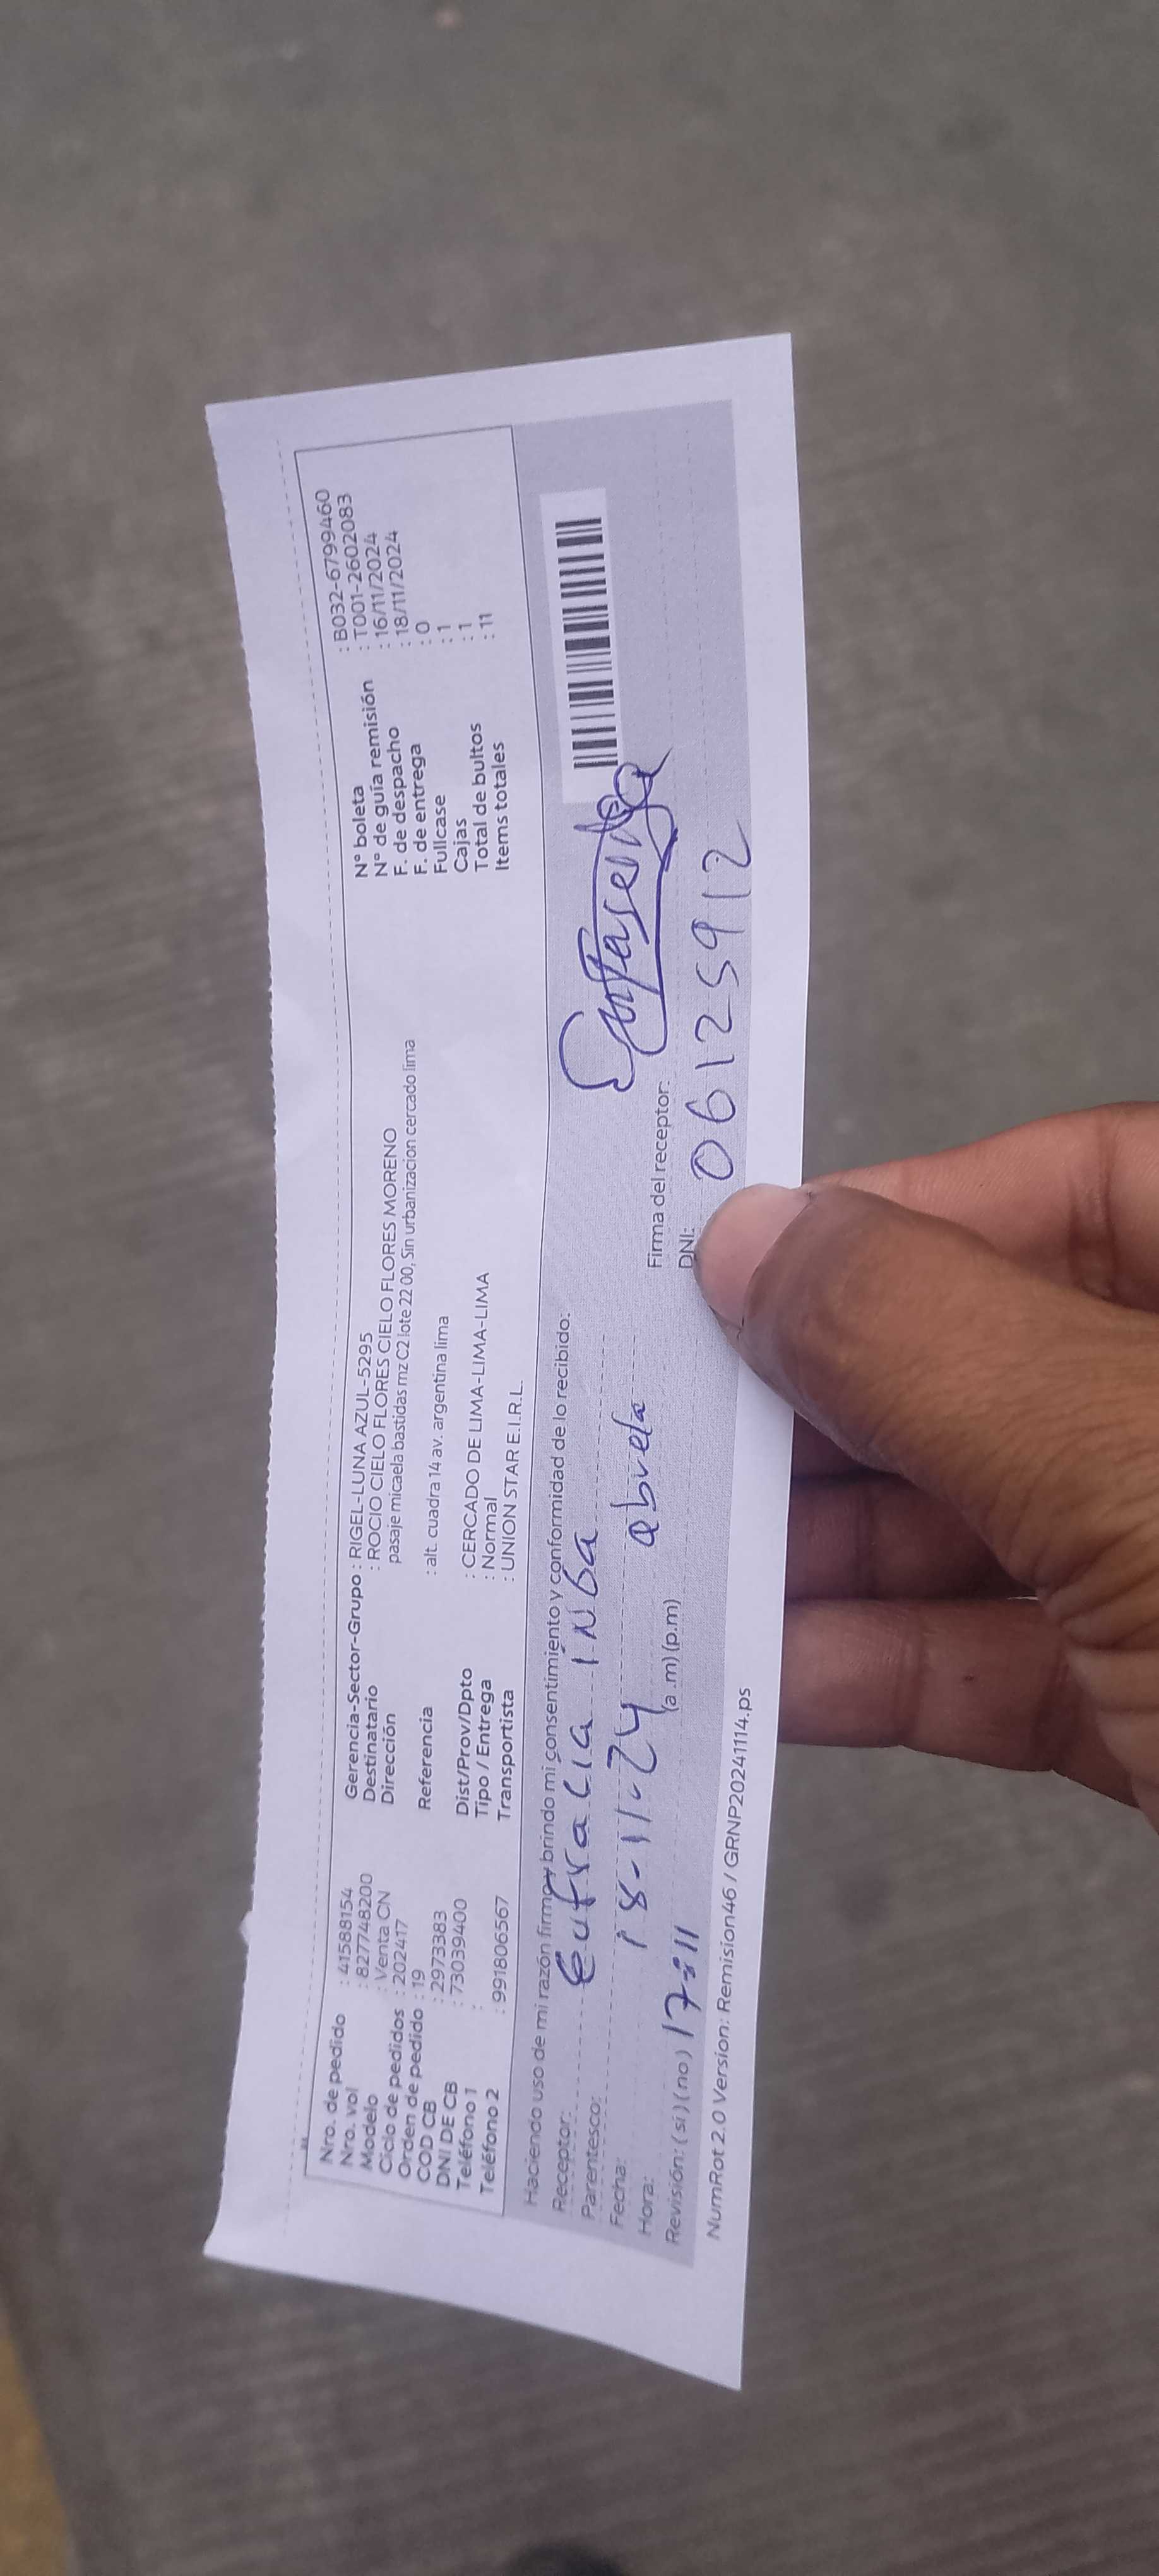 Nro. de pedido : 41588154
Nro. vol : 827748200
Modelo : Venta CN
Ciclo de pedidos : 202417
Orden de pedido : 19
COD CB : 2973383
DNI DE CB : 73039400
Teléfono 1 :
Teléfono 2 : 991806567
Gerencia-Sector-Grupo : RIGEL-LUNA AZUL-5295
Destinatario : ROCIO CIELO FLORES CIELO FLORES MORENO
Dirección pasaje micaela bastidas mz C2 lote 22 00, Sin urbanizacion cercado lima
Referencia : alt. cuadra 14 av. argentina lima
Dist/Prov/Dpto : CERCADO DE LIMA-LIMA-LIMA
Tipo / Entrega : Normal
Transportista : UNION STAR E.I.R.L.
N° boleta : B032-6799460
N° de guía remisión : T001-2602083
F. de despacho : 16/11/2024
F. de entrega : 18/11/2024
Fullcase : 0
Cajas : 1
Total de bultos : 1
Items totales : 11
Haciendo uso de mi razón firmo y brindo mi consentimiento y conformidad de lo recibido:
Receptor: Eufracia INGa
Parentesco: abuela
Fecha: 18-11-24
Hora: (a.m) (p.m)
Revisión: (si) (no) 17:11
Firma del receptor:
DNI: 06125912
NumRot 2.0 Version: Remision46 / GRNP20241114.ps